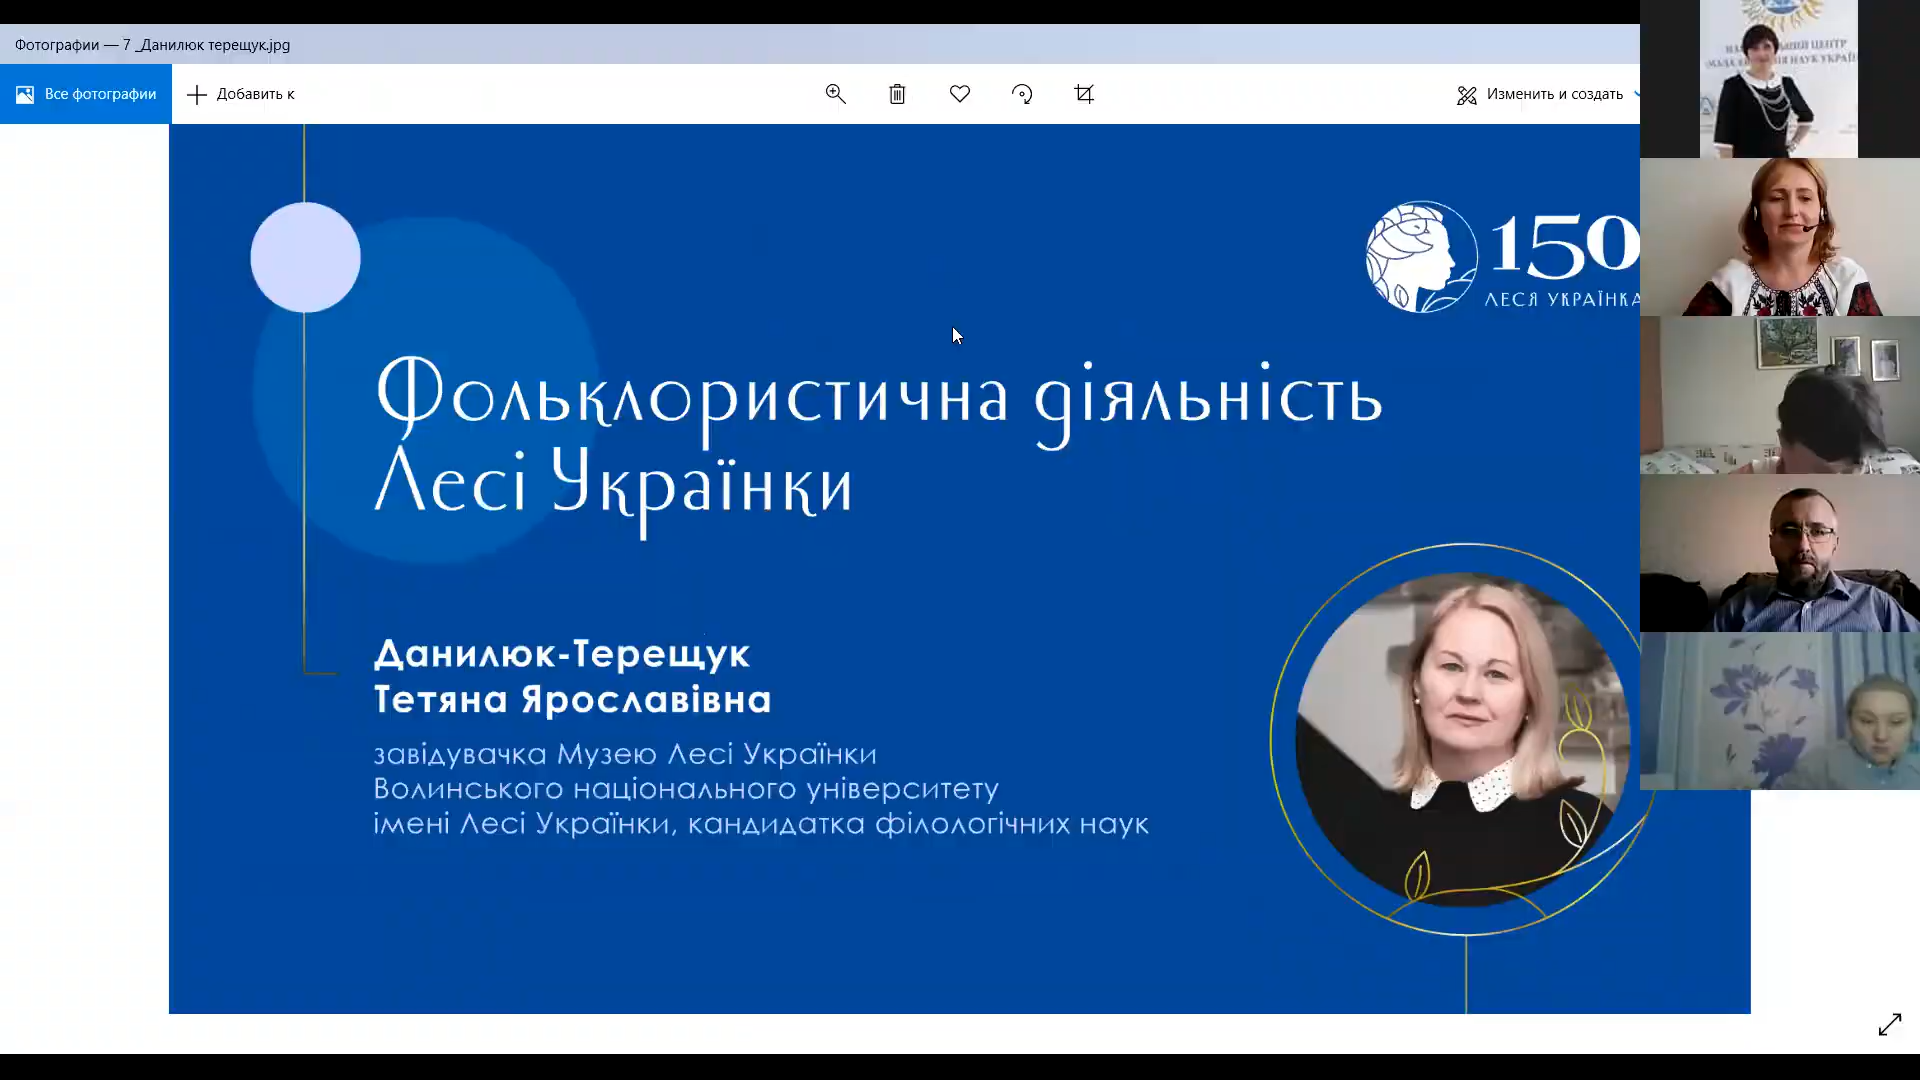 Фотографии — 7 _Данилюк терещук.jpg
Все фотографии
Добавить к
Изменить и создать
150
ЛЕСЯ УКРАЇНКА
Фольклористична діяльність
Лесі Українки
Данилюк-Терещук
Тетяна Ярославівна
завідувачка Музею Лесі Українки
Волинського національного університету
імені Лесі Українки, кандидатка філологічних наук